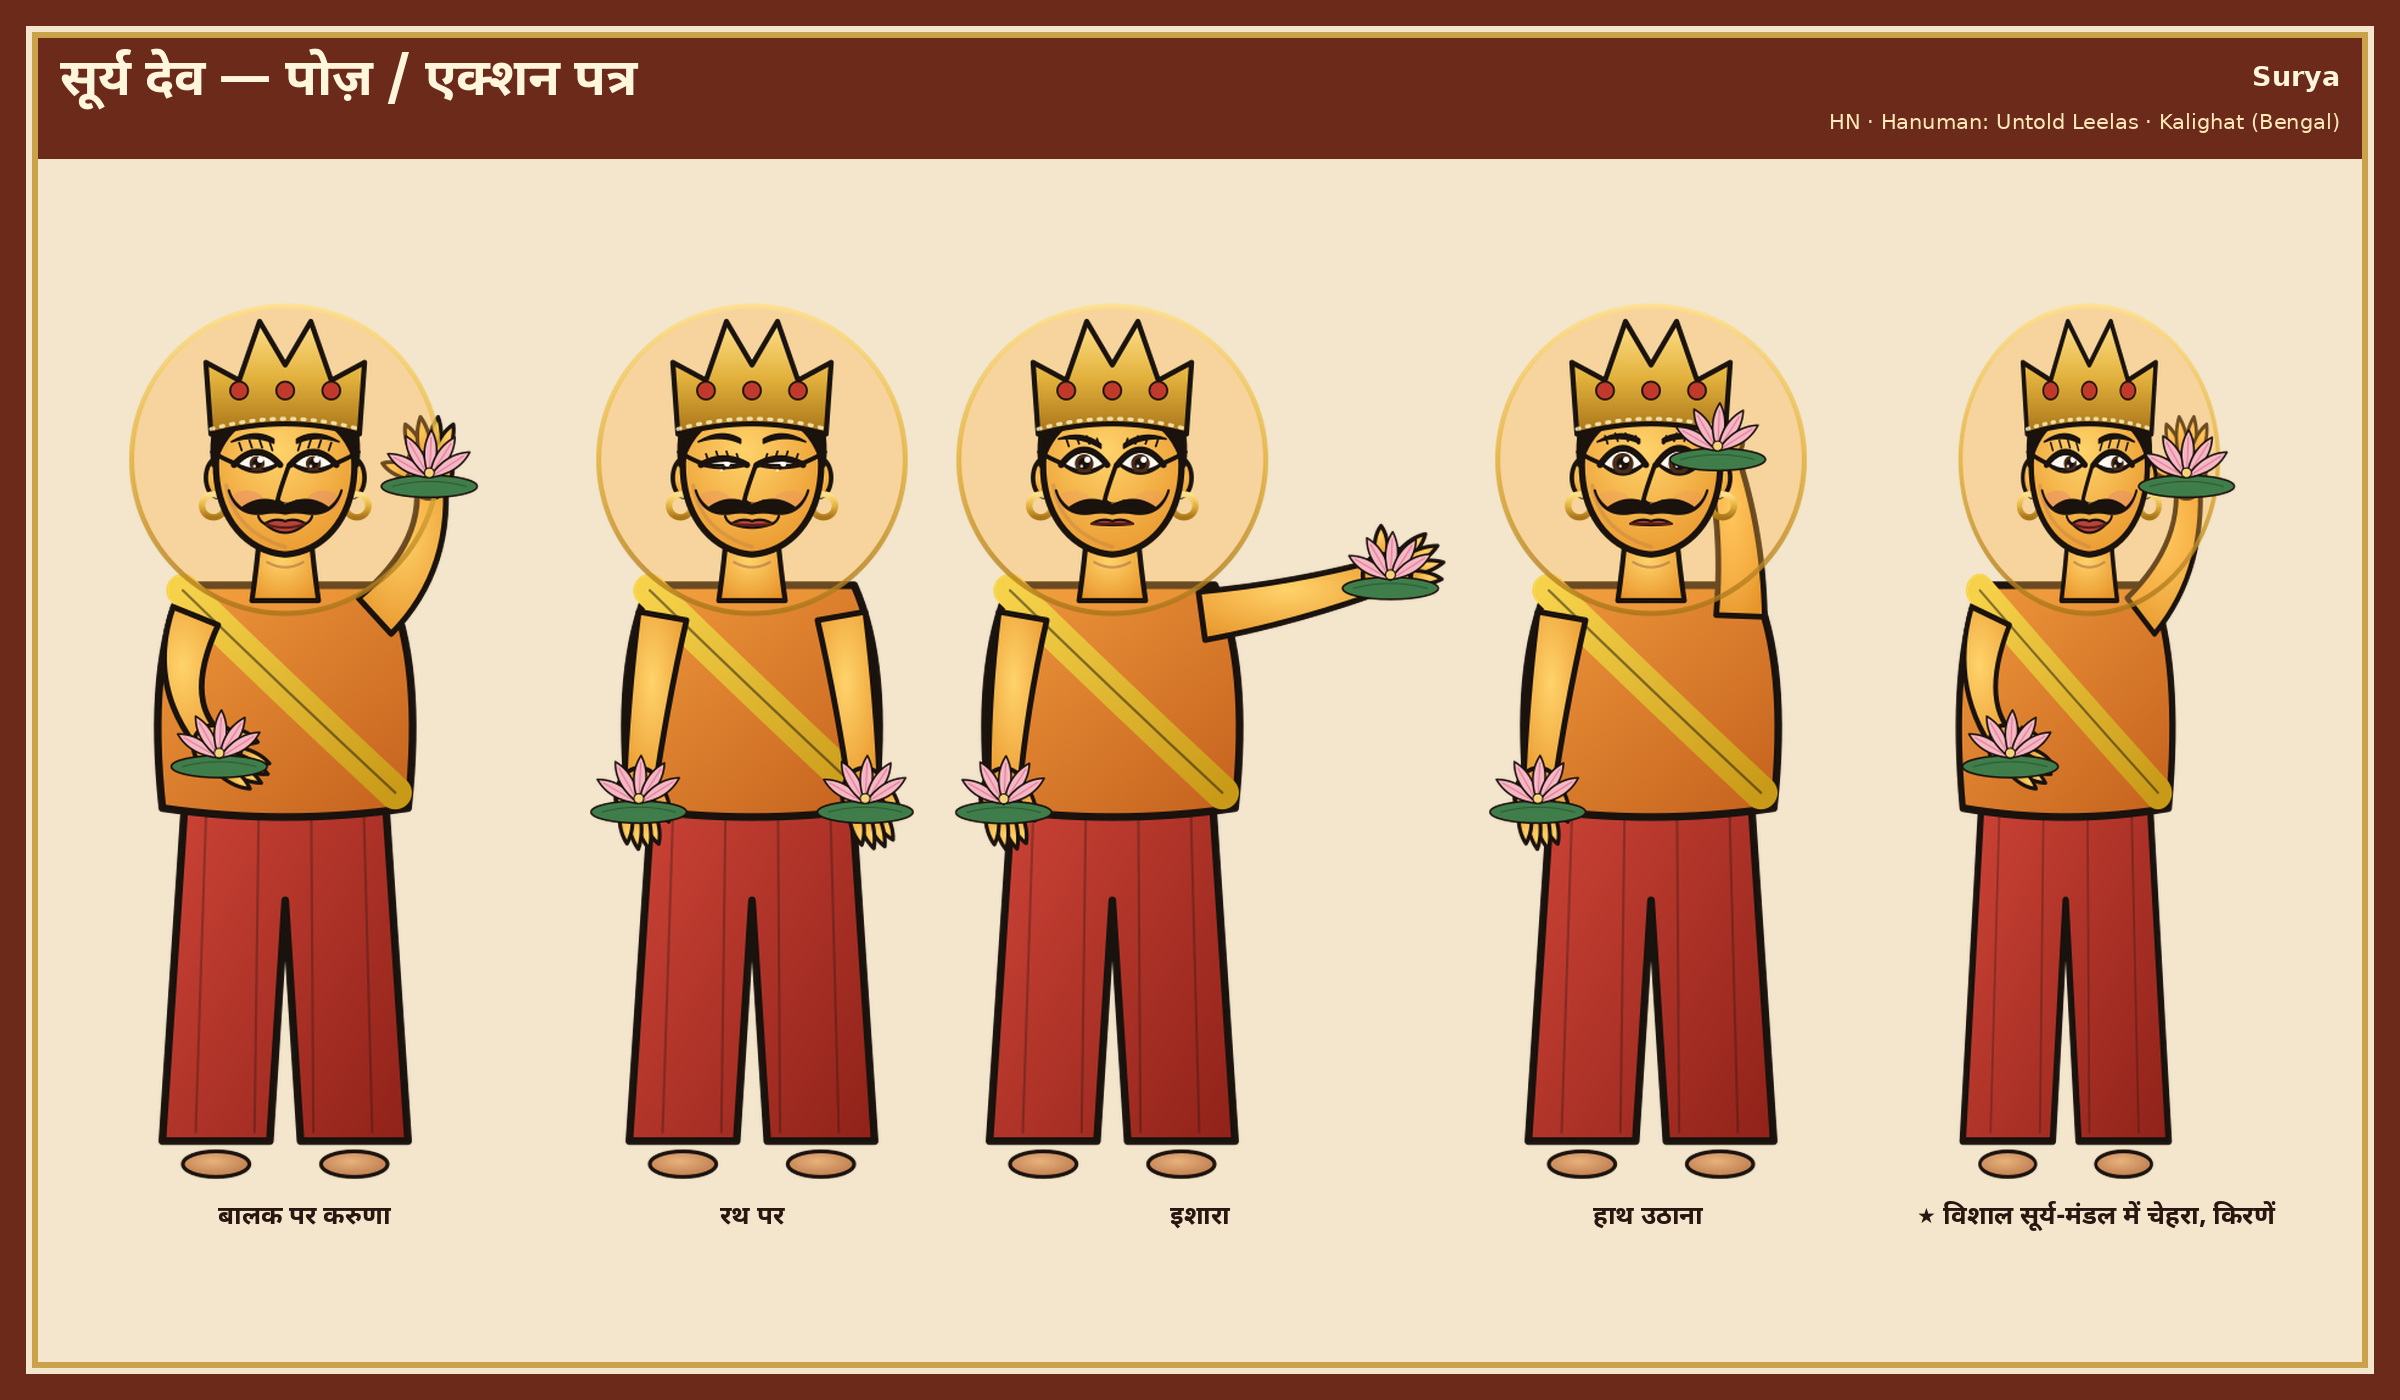 सूर्य देव — पोज़ / एक्शन पत्र
Surya
HN · Hanuman: Untold Leelas · Kalighat (Bengal)
बालक पर करुणा
रथ पर
इशारा
हाथ उठाना
★ विशाल सूर्य-मंडल में चेहरा, किरणें